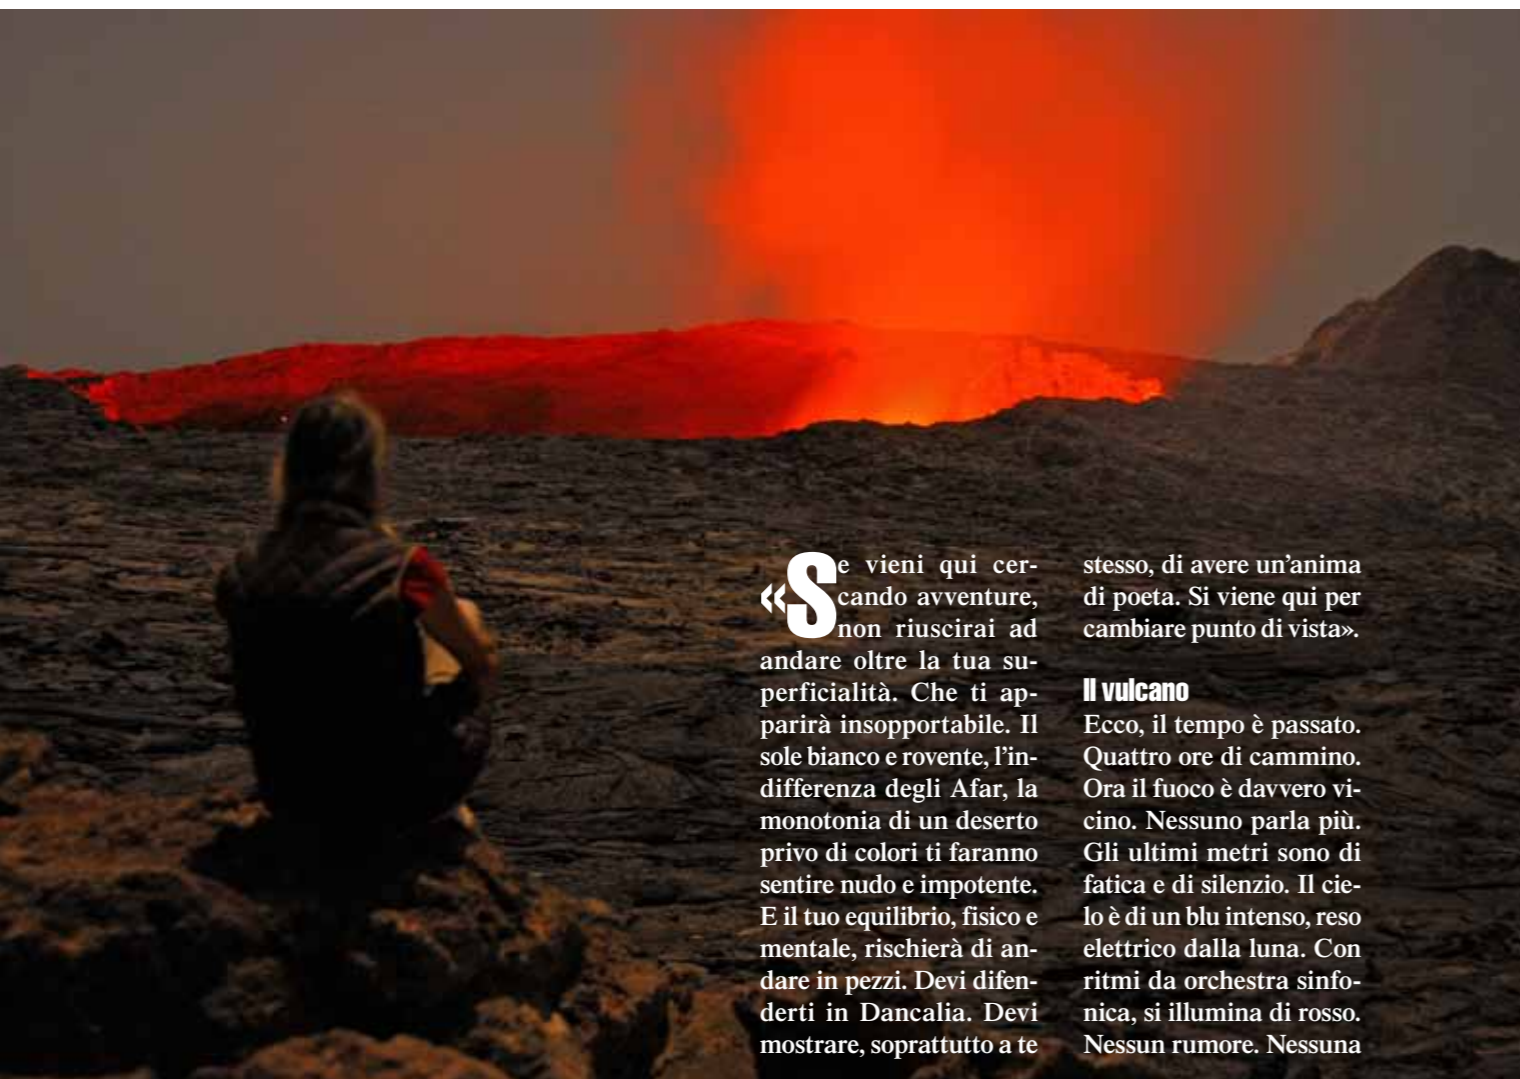 «Se vieni qui cer-
cando avventure,
non riuscirai ad
andare oltre la tua su-
perficialità. Che ti ap-
parirà insopportabile. Il
sole bianco e rovente, l'in-
differenza degli Afar, la
monotonia di un deserto
privo di colori ti faranno
sentire nudo e impotente.
E il tuo equilibrio, fisico e
mentale, rischierà di an-
dare in pezzi. Devi difen-
derti in Dancalia. Devi
mostrare, soprattutto a te
stesso, di avere un'anima
di poeta. Si viene qui per
cambiare punto di vista».
Il vulcano
Ecco, il tempo è passato.
Quattro ore di cammino.
Ora il fuoco è davvero vi-
cino. Nessuno parla più.
Gli ultimi metri sono di
fatica e di silenzio. Il cie-
lo è di un blu intenso, reso
elettrico dalla luna. Con
ritmi da orchestra sinfo-
nica, si illumina di rosso.
Nessun rumore. Nessuna